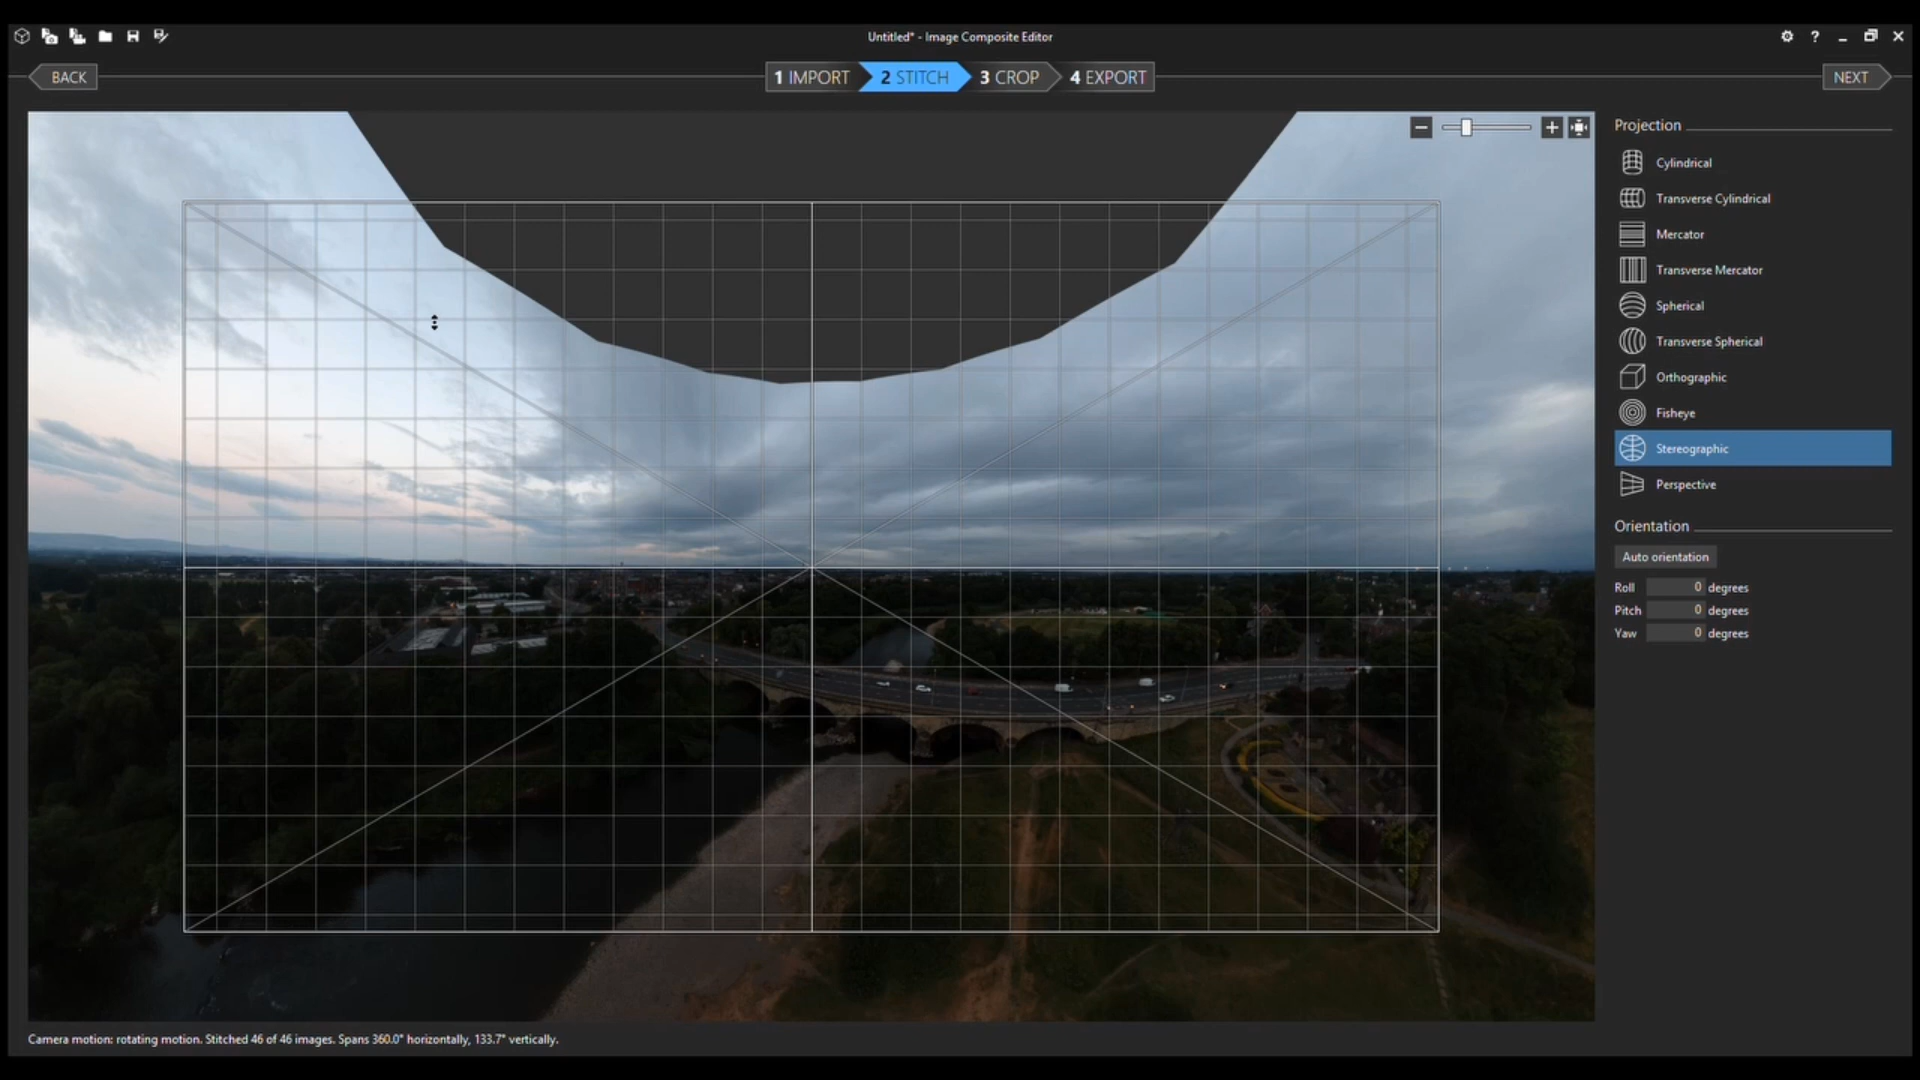 Untitled* - Image Composite Editor
?
BACK
1 IMPORT
2 STITCH
3 CROP
4 EXPORT
NEXT
Projection
Cylindrical
Transverse Cylindrical
Mercator
Transverse Mercator
Spherical
Transverse Spherical
Orthographic
Fisheye
Stereographic
Perspective
Orientation
Auto orientation
Roll 0 degrees
Pitch 0 degrees
Yaw 0 degrees
Camera motion: rotating motion. Stitched 46 of 46 images. Spans 360.0° horizontally, 133.7° vertically.